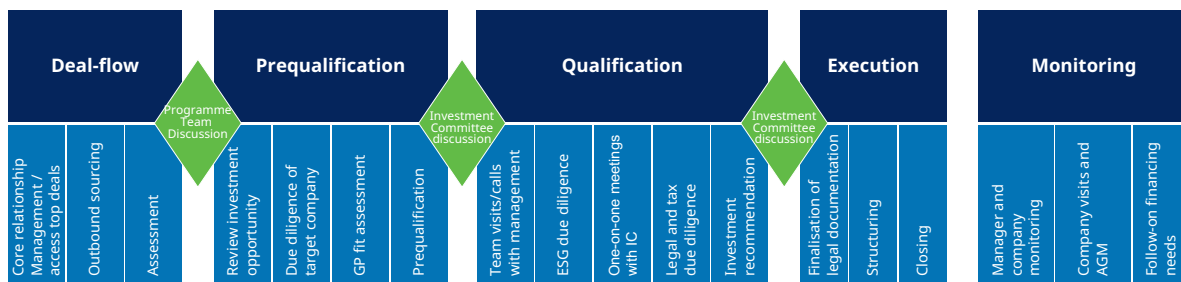 Deal-flow
Prequalification
Qualification
Execution
Monitoring
Programme
Team
Discussion
Investment
Committee
discussion
Investment
Committee
discussion
Core relationship
Management /
access top deals
Outbound sourcing
Assessment
Review investment
opportunity
Due diligence of
target company
GP fit assessment
Prequalification
Team visits/calls
with management
ESG due diligence
One-on-one meetings
with IC
Legal and tax
due diligence
Investment
recommendation
Finalisation of
legal documentation
Structuring
Closing
Manager and
company
monitoring
Company visits and
AGM
Follow-on financing
needs